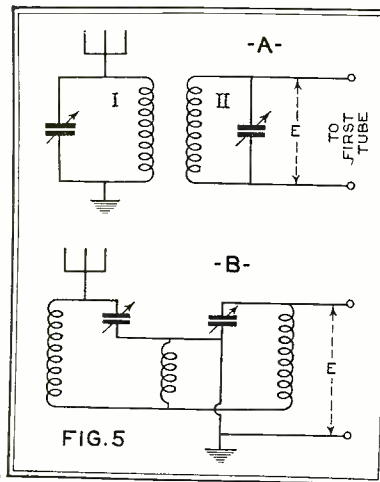 -A-
I
II
E
TO
FIRST
TUBE
-B-
E
FIG.5